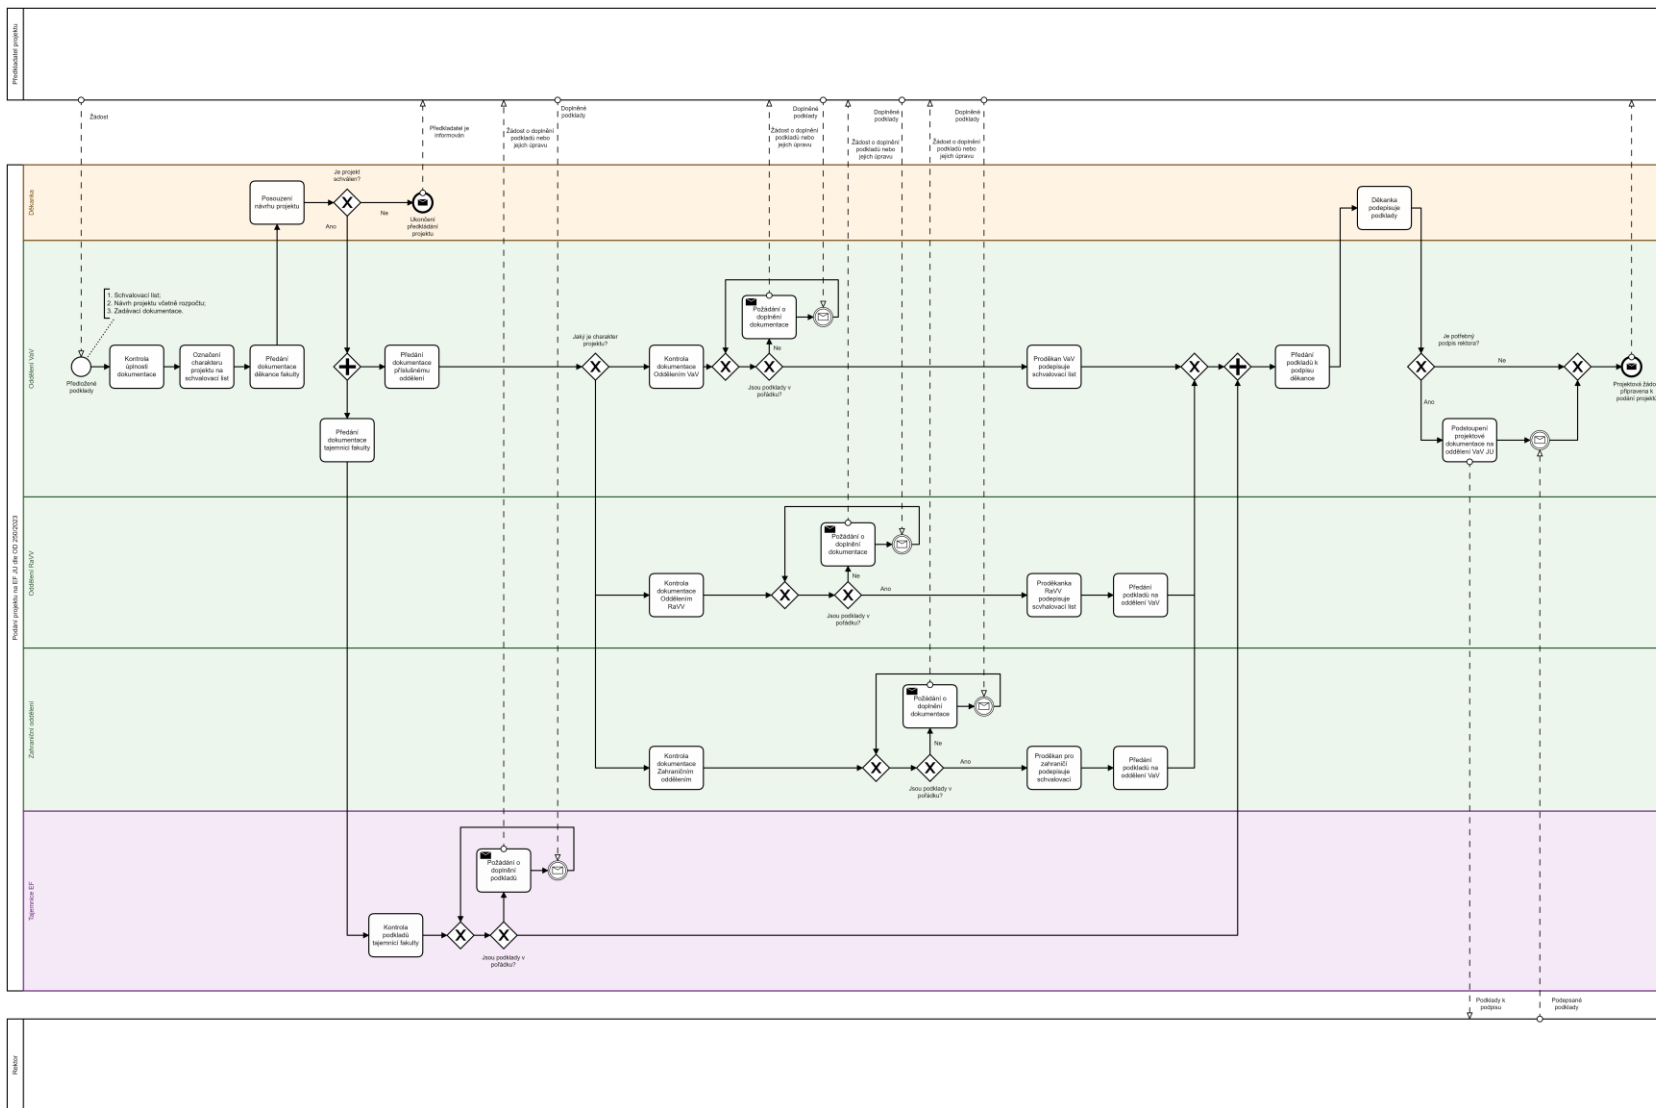 Předkladatel projektu
Žádost
Předkladatel je
informován
Žádost o doplnění
podkladů nebo
jejich úpravu
Doplněné
podklady
Žádost o doplnění
podkladů nebo
jejich úpravu
Doplněné
podklady
Žádost o doplnění
podkladů nebo
jejich úpravu
Doplněné
podklady
Žádost o doplnění
podkladů nebo
jejich úpravu
Doplněné
podklady
Podání projektu na EF JU dle OD 250/2023
Děkanka
Posouzení
návrhu projektu
Je projekt
schválen?
Ne
Ano
Ukončení
předkládání
projektu
Děkanka
podepisuje
podklady
Oddělení VaV
1. Schvalovací list;
2. Návrh projektu včetně rozpočtu;
3. Zadávací dokumentace.
Předložené
podklady
Kontrola
úplnosti
dokumentace
Označení
charakteru
projektu na
schvalovací list
Předání
dokumentace
děkance fakulty
Předání
dokumentace
příslušnému
oddělení
Předání
dokumentace
tajemnici fakulty
Jaký je charakter
projektu?
Kontrola
dokumentace
Oddělením VaV
Požádání o
doplnění
dokumentace
Ne
Jsou podklady v
pořádku?
Proděkan VaV
podepisuje
schvalovací list
Předání
podkladů k
podpisu
děkance
Je potřebný
podpis rektora?
Ne
Ano
Postoupení
projektové
dokumentace na
oddělení VaV JU
Projektová žádost
připravena k
podání projektu
Oddělení RaVV
Kontrola
dokumentace
Oddělením
RaVV
Požádání o
doplnění
dokumentace
Ne
Ano
Jsou podklady v
pořádku?
Proděkanka
RaVV
podepisuje
scvhalovací list
Předání
podkladů na
oddělení VaV
Zahraniční oddělení
Kontrola
dokumentace
Zahraničním
oddělením
Požádání o
doplnění
dokumentace
Ne
Ano
Jsou podklady v
pořádku?
Proděkan pro
zahraničí
podepisuje
schvalovací
Předání
podkladů na
oddělení VaV
Tajemnice EF
Kontrola
podkladů
tajemnicí fakulty
Požádání o
doplnění
podkladů
Jsou podklady v
pořádku?
Podklady k
podpisu
Podepsané
podklady
Rektor